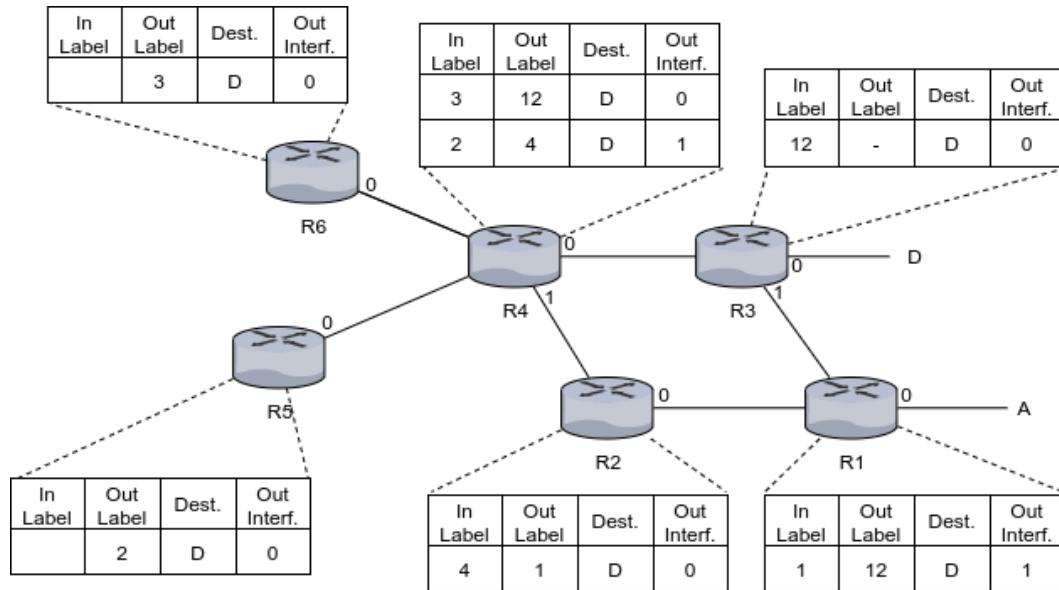 In Label Out Label Dest. Out Interf.
3 D 0
In Label Out Label Dest. Out Interf.
3 12 D 0
2 4 D 1
In Label Out Label Dest. Out Interf.
12 - D 0
0
R6
0
1
R4
0
1
R3
D
0
R5
0
R2
0
R1
A
In Label Out Label Dest. Out Interf.
2 D 0
In Label Out Label Dest. Out Interf.
4 1 D 0
In Label Out Label Dest. Out Interf.
1 12 D 1